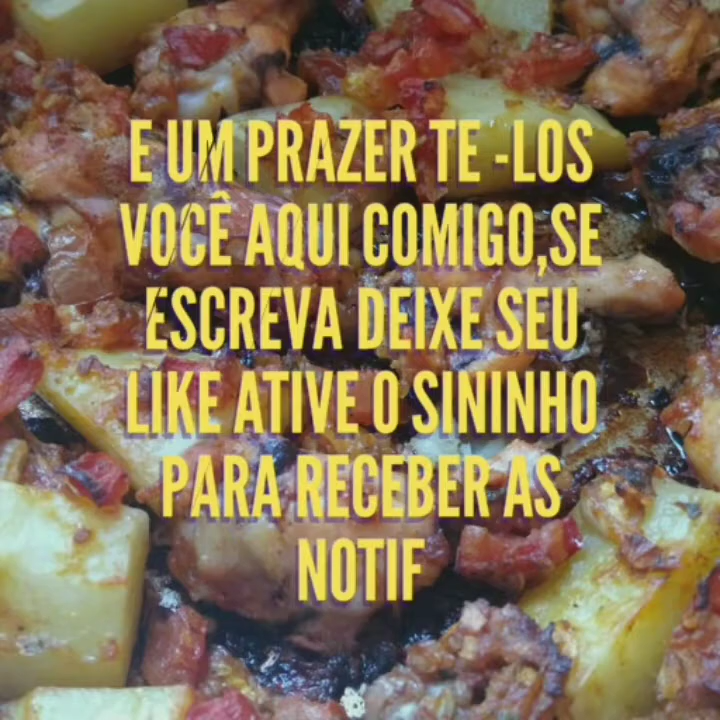 E UM PRAZER TE -LOS
VOCÊ AQUI COMIGO,SE
ESCREVA DEIXE SEU
LIKE ATIVE O SININHO
PARA RECEBER AS
NOTIF